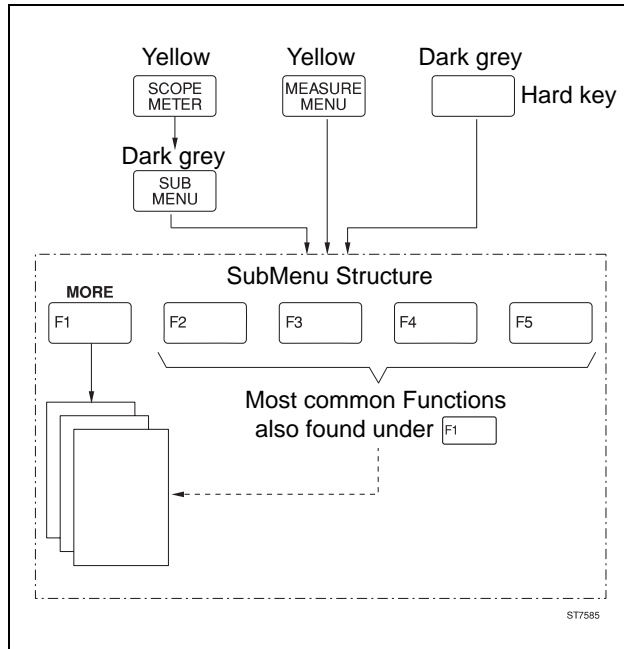 Yellow
Yellow
Dark grey
SCOPE
METER
MEASURE
MENU
Hard key
Dark grey
SUB
MENU
SubMenu Structure
MORE
F1
F2
F3
F4
F5
Most common Functions
also found under F1
ST7585